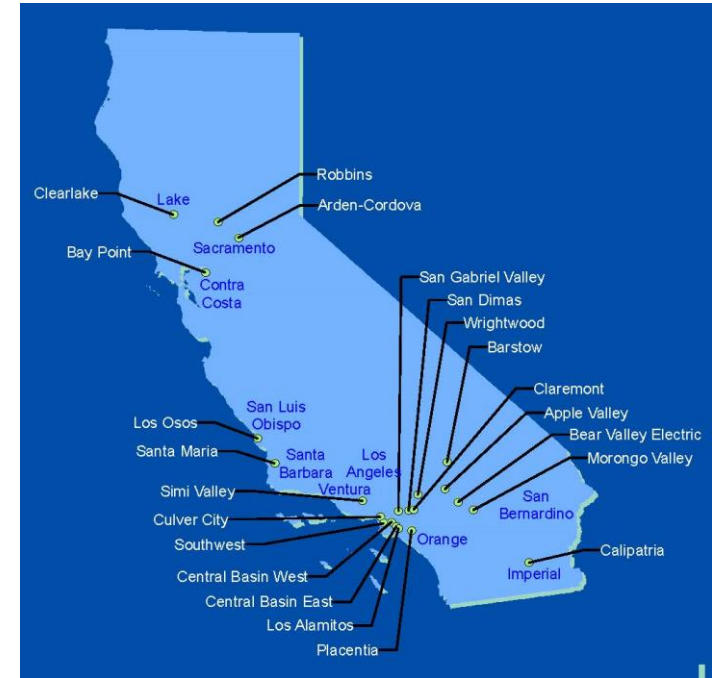 Robbins
Clearlake
Lake
Arden-Cordova
Sacramento
Bay Point
Contra
Costa
San Gabriel Valley
San Dimas
Wrightwood
Barstow
Claremont
San Luis
Obispo
Apple Valley
Los Osos
Bear Valley Electric
Santa Maria
Santa
Barbara
Los
Angeles
Morongo Valley
Simi Valley
Ventura
San
Bernardino
Culver City
Southwest
Orange
Calipatria
Central Basin West
Imperial
Central Basin East
Los Alamitos
Placentia